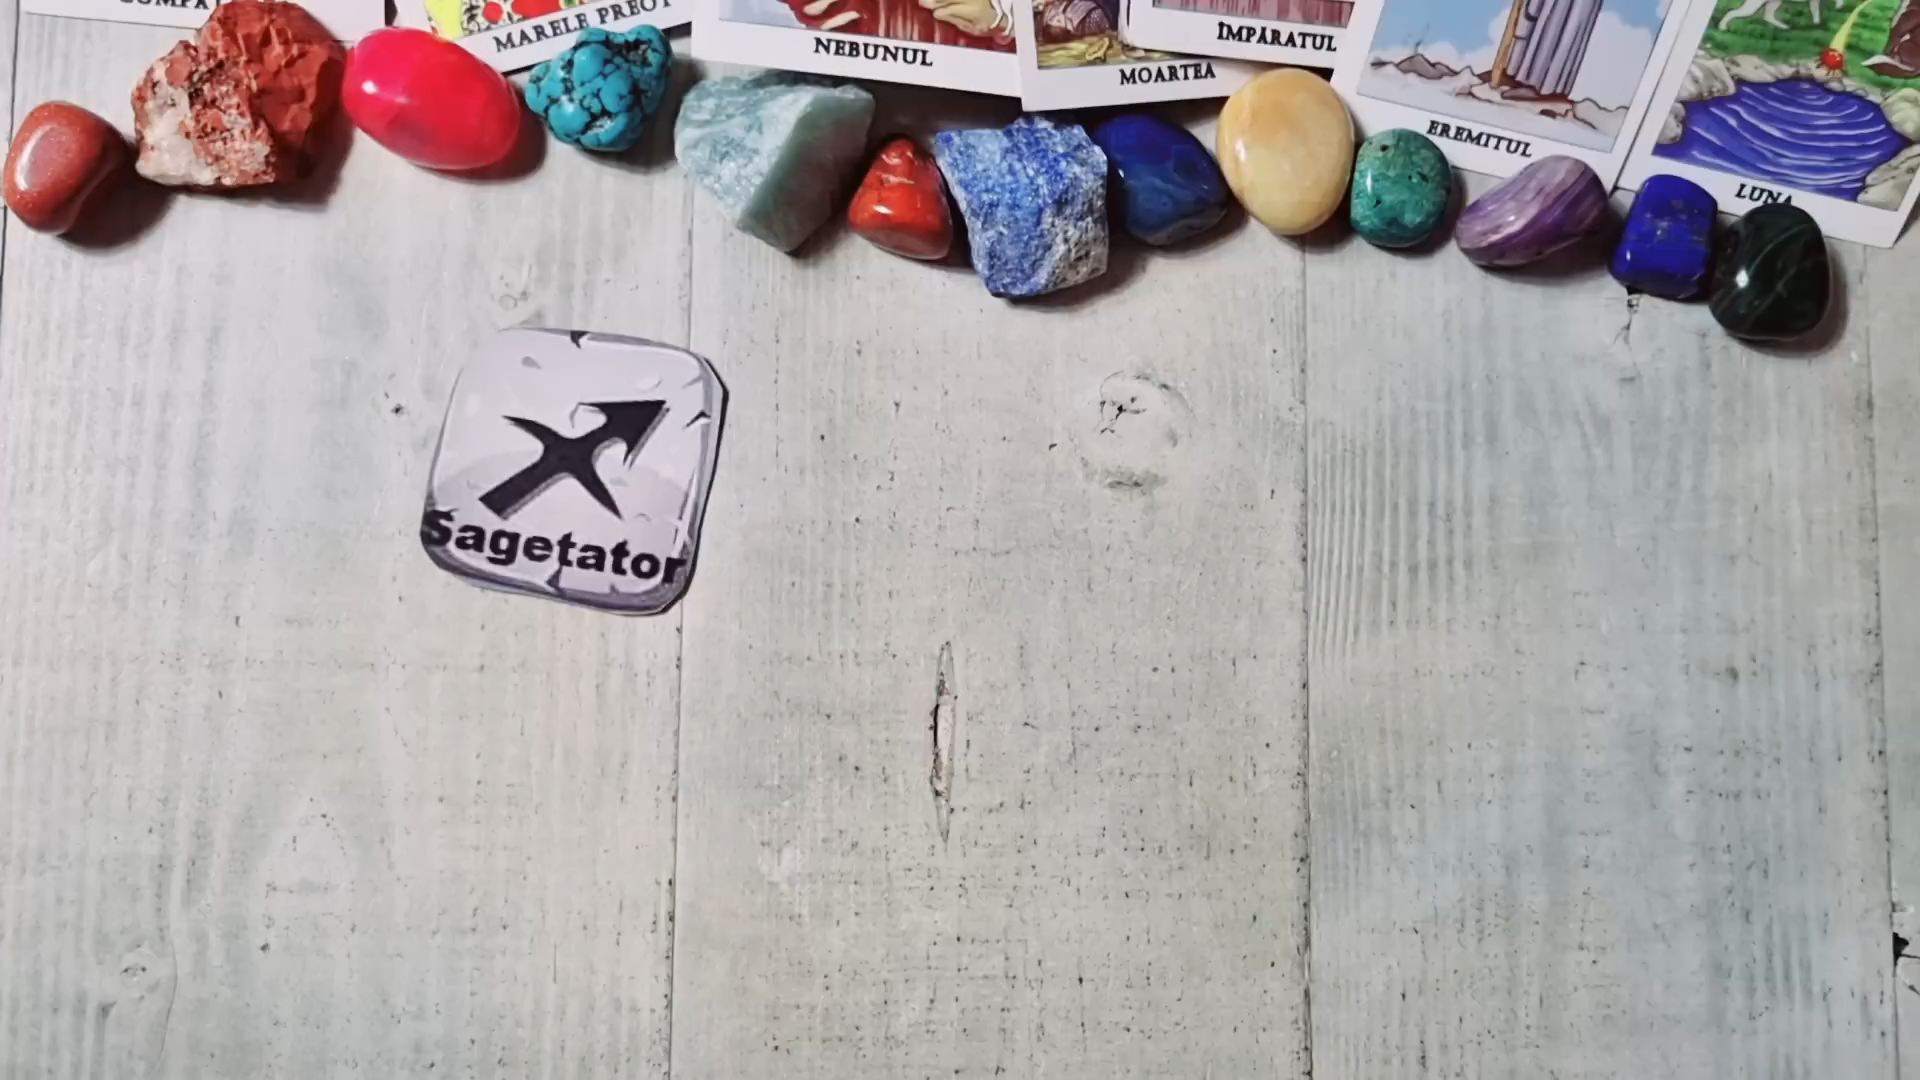 MARELE PREOT
NEBUNUL
MOARTEA
ÎMPĂRATUL
EREMITUL
LUNA
Sagetator